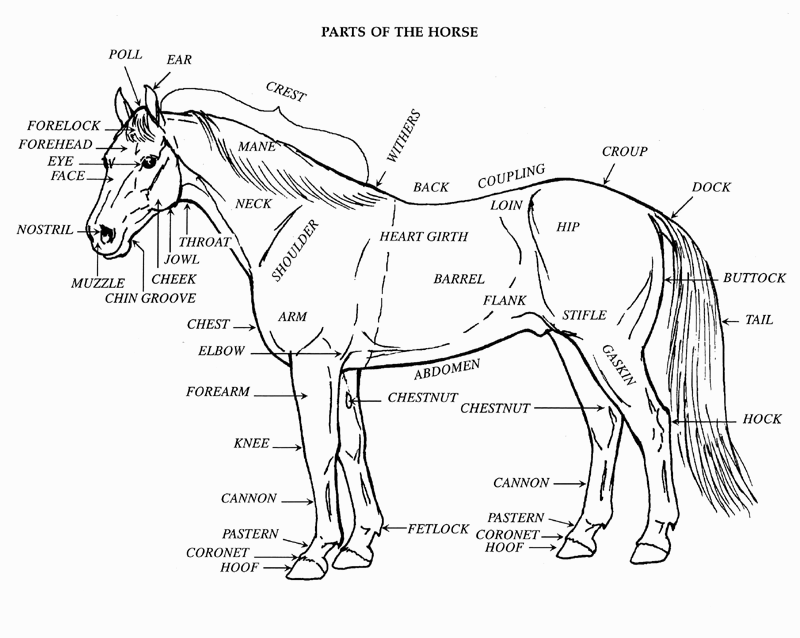 PARTS OF THE HORSE
POLL
EAR
CREST
FORELOCK
FOREHEAD
EYE
FACE
MANE
WITHERS
BACK
COUPLING
CROUP
DOCK
NECK
LOIN
HIP
NOSTRIL
THROAT
JOWL
CHEEK
MUZZLE
CHIN GROOVE
SHOULDER
HEART GIRTH
BARREL
FLANK
STIFLE
BUTTOCK
TAIL
CHEST
ARM
ELBOW
ABDOMEN
GASKIN
FOREARM
CHESTNUT
CHESTNUT
HOCK
KNEE
CANNON
CANNON
PASTERN
FETLOCK
PASTERN
CORONET
HOOF
CORONET
HOOF